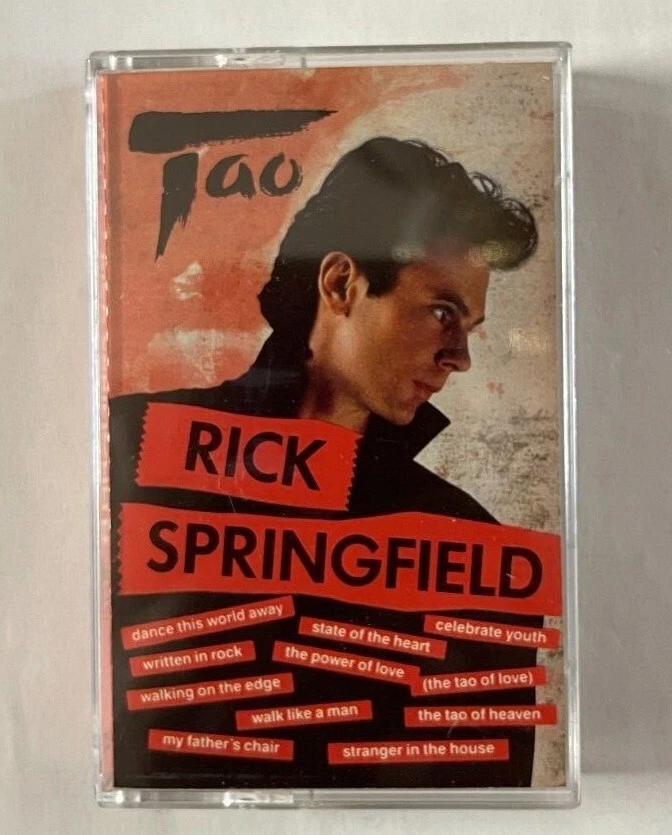 Tao
RICK
SPRINGFIELD
dance this world away
state of the heart
celebrate youth
written in rock
the power of love
(the tao of love)
walking on the edge
walk like a man
the tao of heaven
my father's chair
stranger in the house